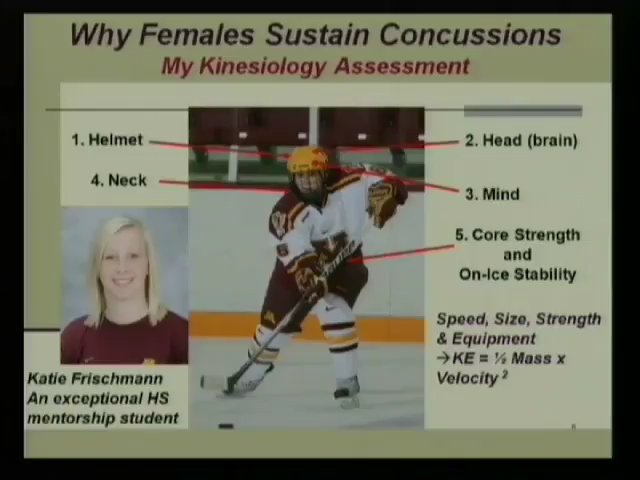 Why Females Sustain Concussions
My Kinesiology Assessment
1. Helmet
2. Head (brain)
4. Neck
3. Mind
5. Core Strength
and
On-Ice Stability
Speed, Size, Strength
& Equipment
→KE = ½ Mass x
Velocity ²
Katie Frischmann
An exceptional HS
mentorship student